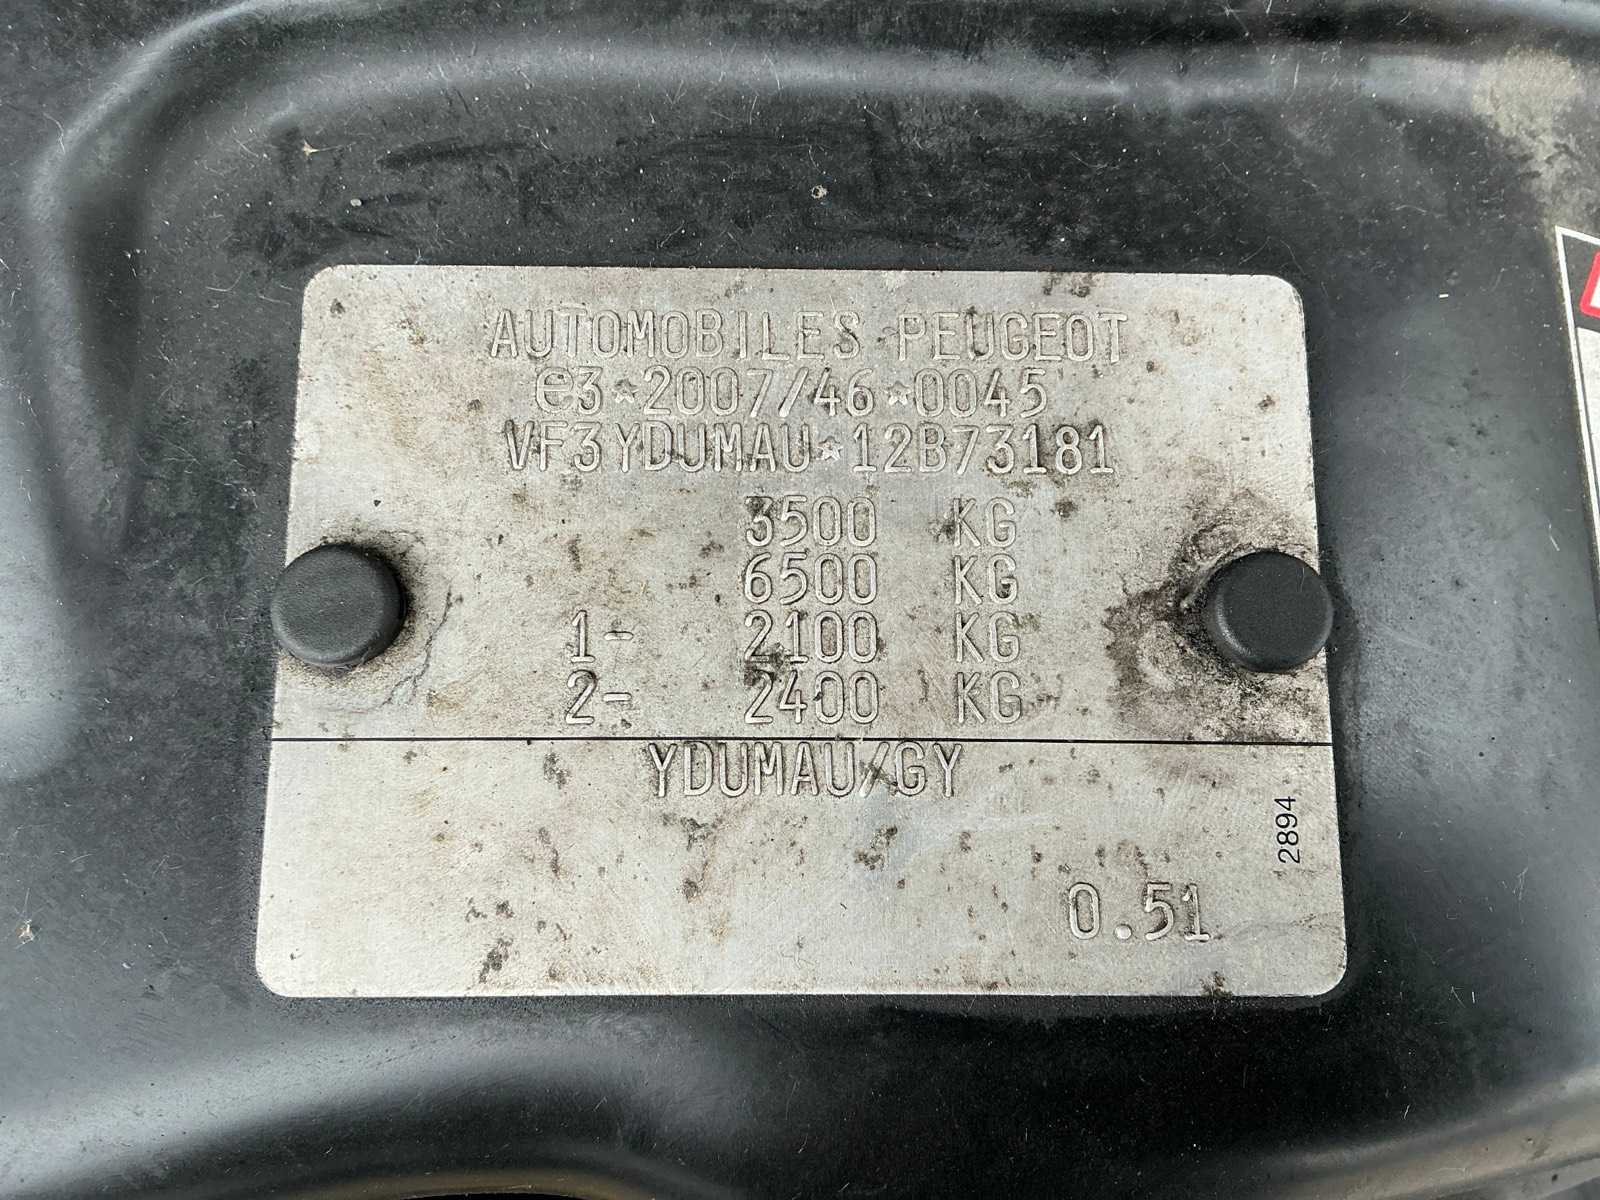 AUTOMOBILES PEUGEOT
e3*2007/46*0045
VF3YDUMAU*12B73181
3500 KG
6500 KG
1- 2100 KG
2- 2400 KG
YDUMAU/GY
2894
0.51